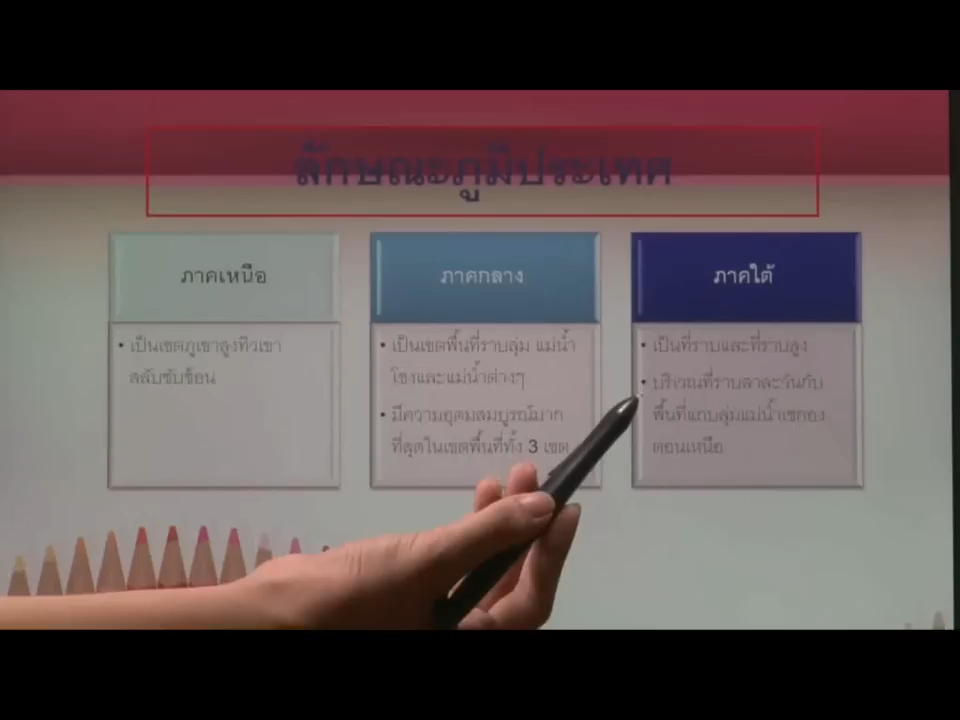 ลักษณะภูมิประเทศ
ภาคเหนือ
• เป็นเขตภูเขาสูงทิวเขา
สลับซับซ้อน
ภาคกลาง
• เป็นเขตพื้นที่ราบลุ่ม แม่น้ำ
โขงและแม่น้ำต่างๆ
• มีความอุดมสมบูรณ์มาก
ที่สุดในเขตพื้นที่ทั้ง 3 เขต
ภาคใต้
• เป็นที่ราบและที่ราบสูง
• บริเวณที่ราบสาละวันกับ
พื้นที่แถบลุ่มแม่น้ำเซกอง
ตอนเหนือ